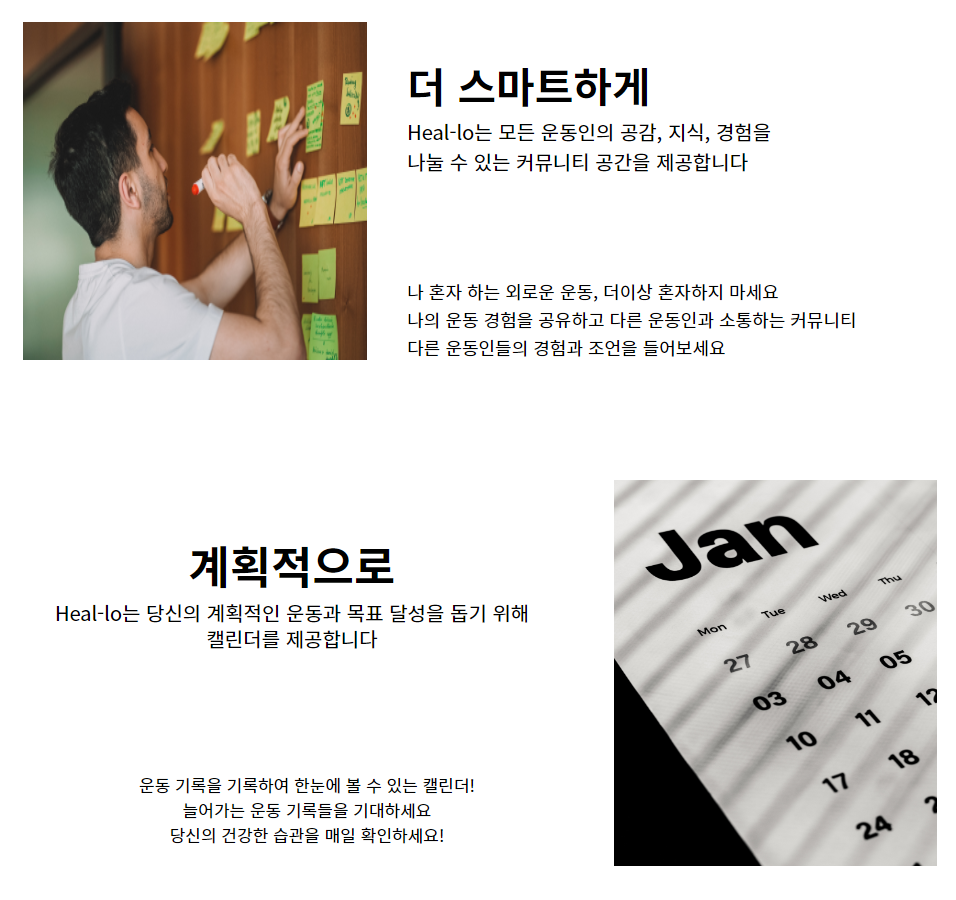 더 스마트하게
Heal-lo는 모든 운동인의 공감, 지식, 경험을
나눌 수 있는 커뮤니티 공간을 제공합니다
나 혼자 하는 외로운 운동, 더이상 혼자하지 마세요
나의 운동 경험을 공유하고 다른 운동인과 소통하는 커뮤니티
다른 운동인들의 경험과 조언을 들어보세요
계획적으로
Heal-lo는 당신의 계획적인 운동과 목표 달성을 돕기 위해
캘린더를 제공합니다
운동 기록을 기록하여 한눈에 볼 수 있는 캘린더!
늘어가는 운동 기록들을 기대하세요
당신의 건강한 습관을 매일 확인하세요!
Jan
Mon Tue Wed Thu
27 28 29 30
03 04 05
10 11 12
17 18
24